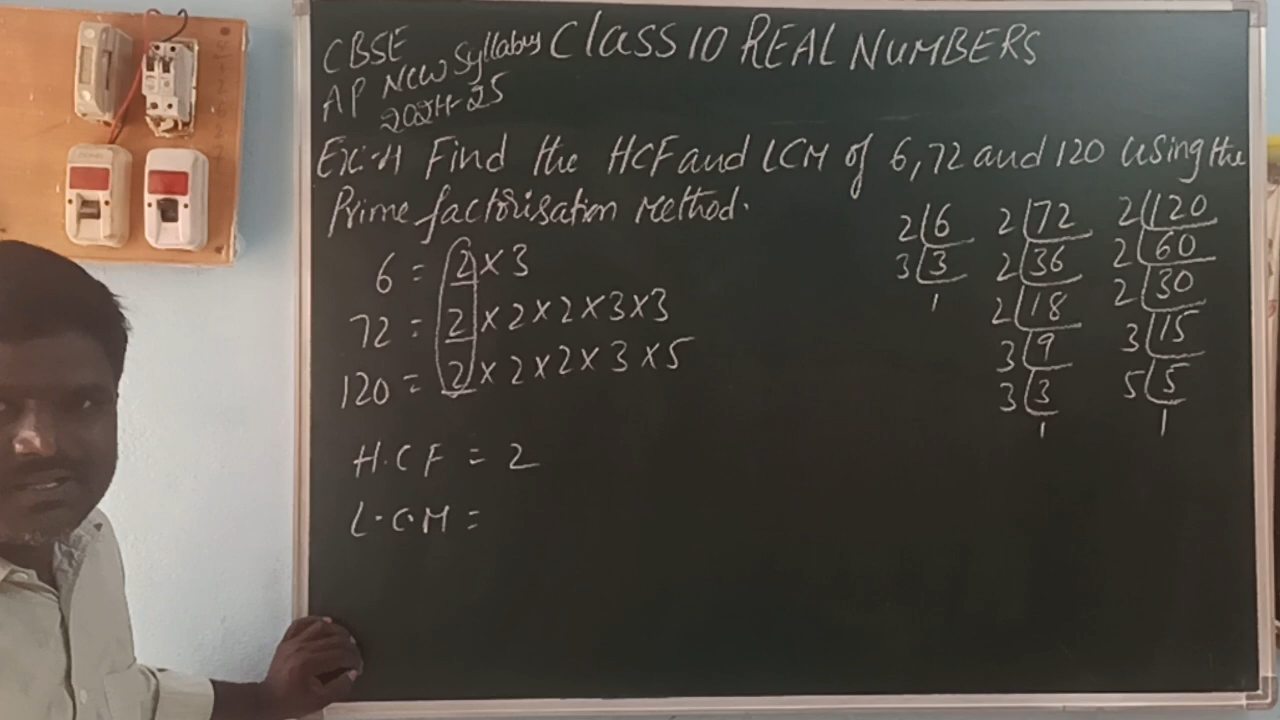 CBSE
AP New Syllabus
2024-25
Class 10 REAL NUMBERS
Ex:-4 Find the HCF and LCM of 6, 72 and 120 using the
Prime factorisation Method.
6 = 2 × 3
72 = 2 × 2 × 2 × 3 × 3
120 = 2 × 2 × 2 × 3 × 5
H.C.F = 2
L.C.M =
2 6
3 3
1
2 72
2 36
2 18
3 9
3 3
1
2 120
2 60
2 30
3 15
5 5
1